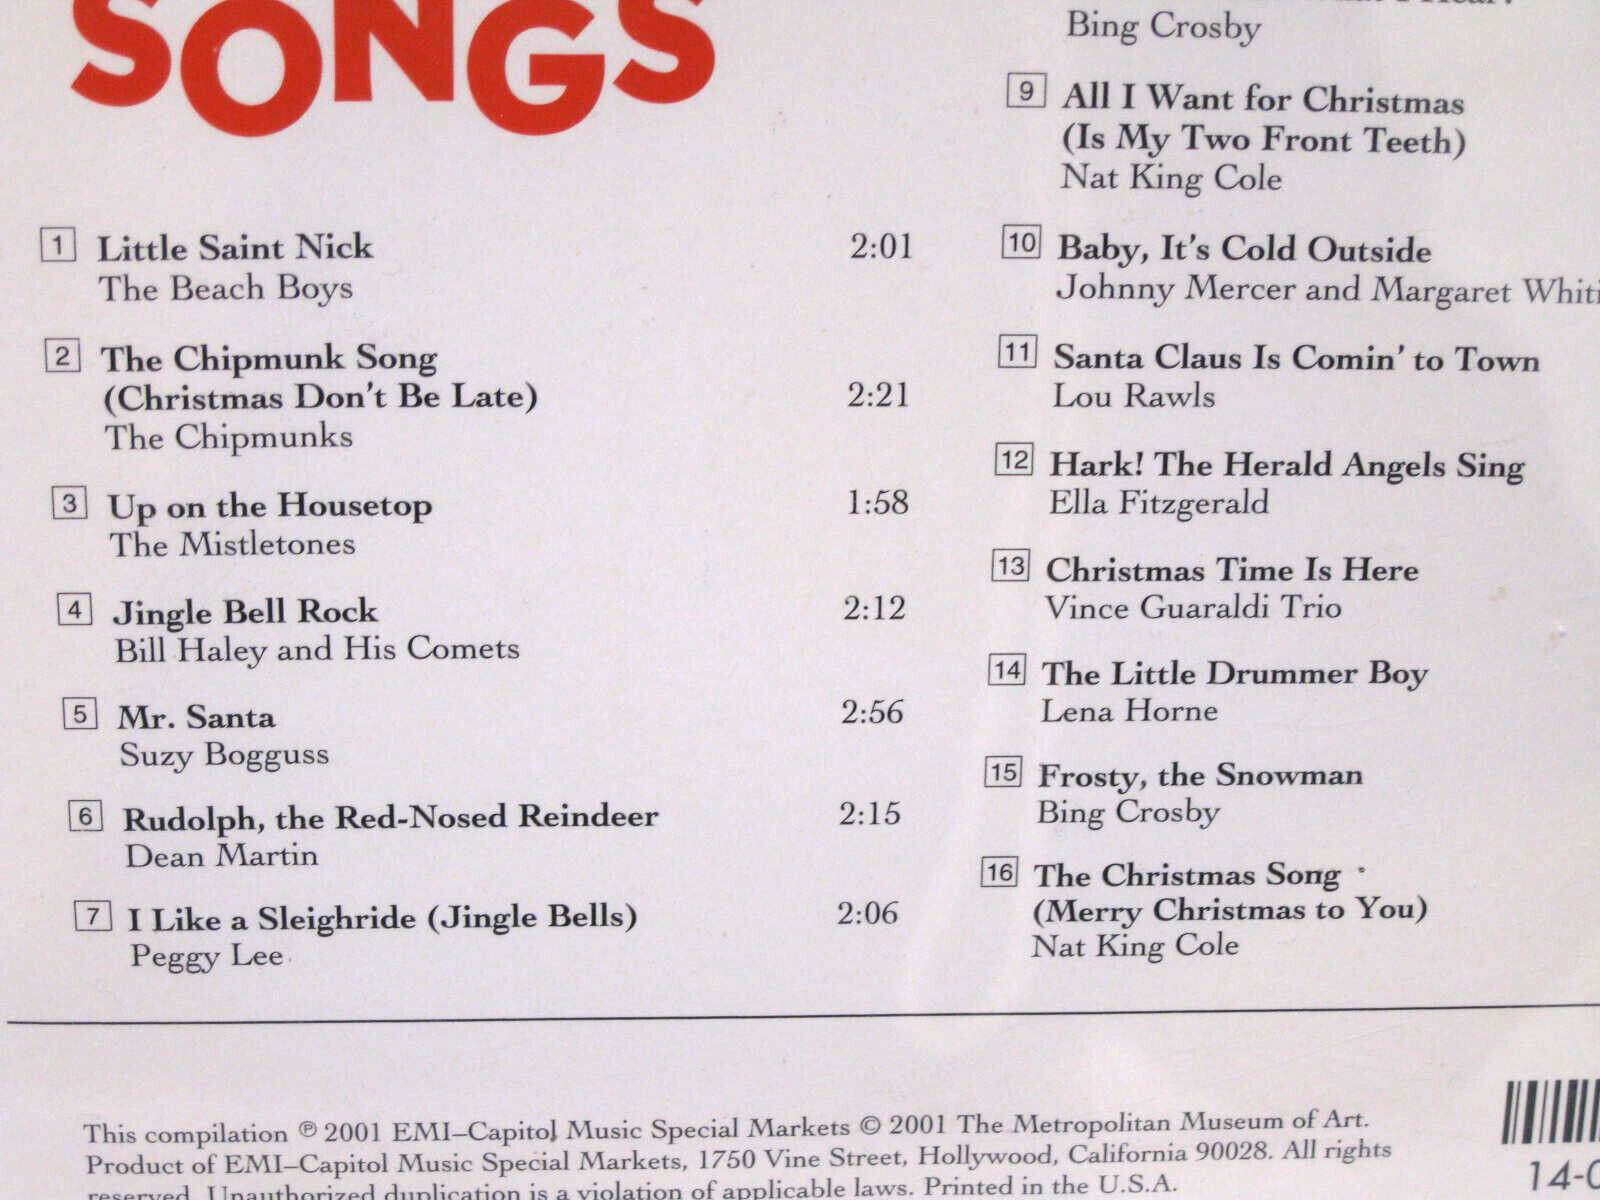 SONGS
1 Little Saint Nick 2:01
The Beach Boys
2 The Chipmunk Song
(Christmas Don't Be Late) 2:21
The Chipmunks
3 Up on the Housetop 1:58
The Mistletones
4 Jingle Bell Rock 2:12
Bill Haley and His Comets
5 Mr. Santa 2:56
Suzy Bogguss
6 Rudolph, the Red-Nosed Reindeer 2:15
Dean Martin
7 I Like a Sleighride (Jingle Bells) 2:06
Peggy Lee
Bing Crosby
9 All I Want for Christmas
(Is My Two Front Teeth)
Nat King Cole
10 Baby, It's Cold Outside
Johnny Mercer and Margaret Whiti
11 Santa Claus Is Comin' to Town
Lou Rawls
12 Hark! The Herald Angels Sing
Ella Fitzgerald
13 Christmas Time Is Here
Vince Guaraldi Trio
14 The Little Drummer Boy
Lena Horne
15 Frosty, the Snowman
Bing Crosby
16 The Christmas Song
(Merry Christmas to You)
Nat King Cole
This compilation ℗ 2001 EMI–Capitol Music Special Markets © 2001 The Metropolitan Museum of Art.
Product of EMI–Capitol Music Special Markets, 1750 Vine Street, Hollywood, California 90028. All rights
reserved. Unauthorized duplication is a violation of applicable laws. Printed in the U.S.A.
14-0